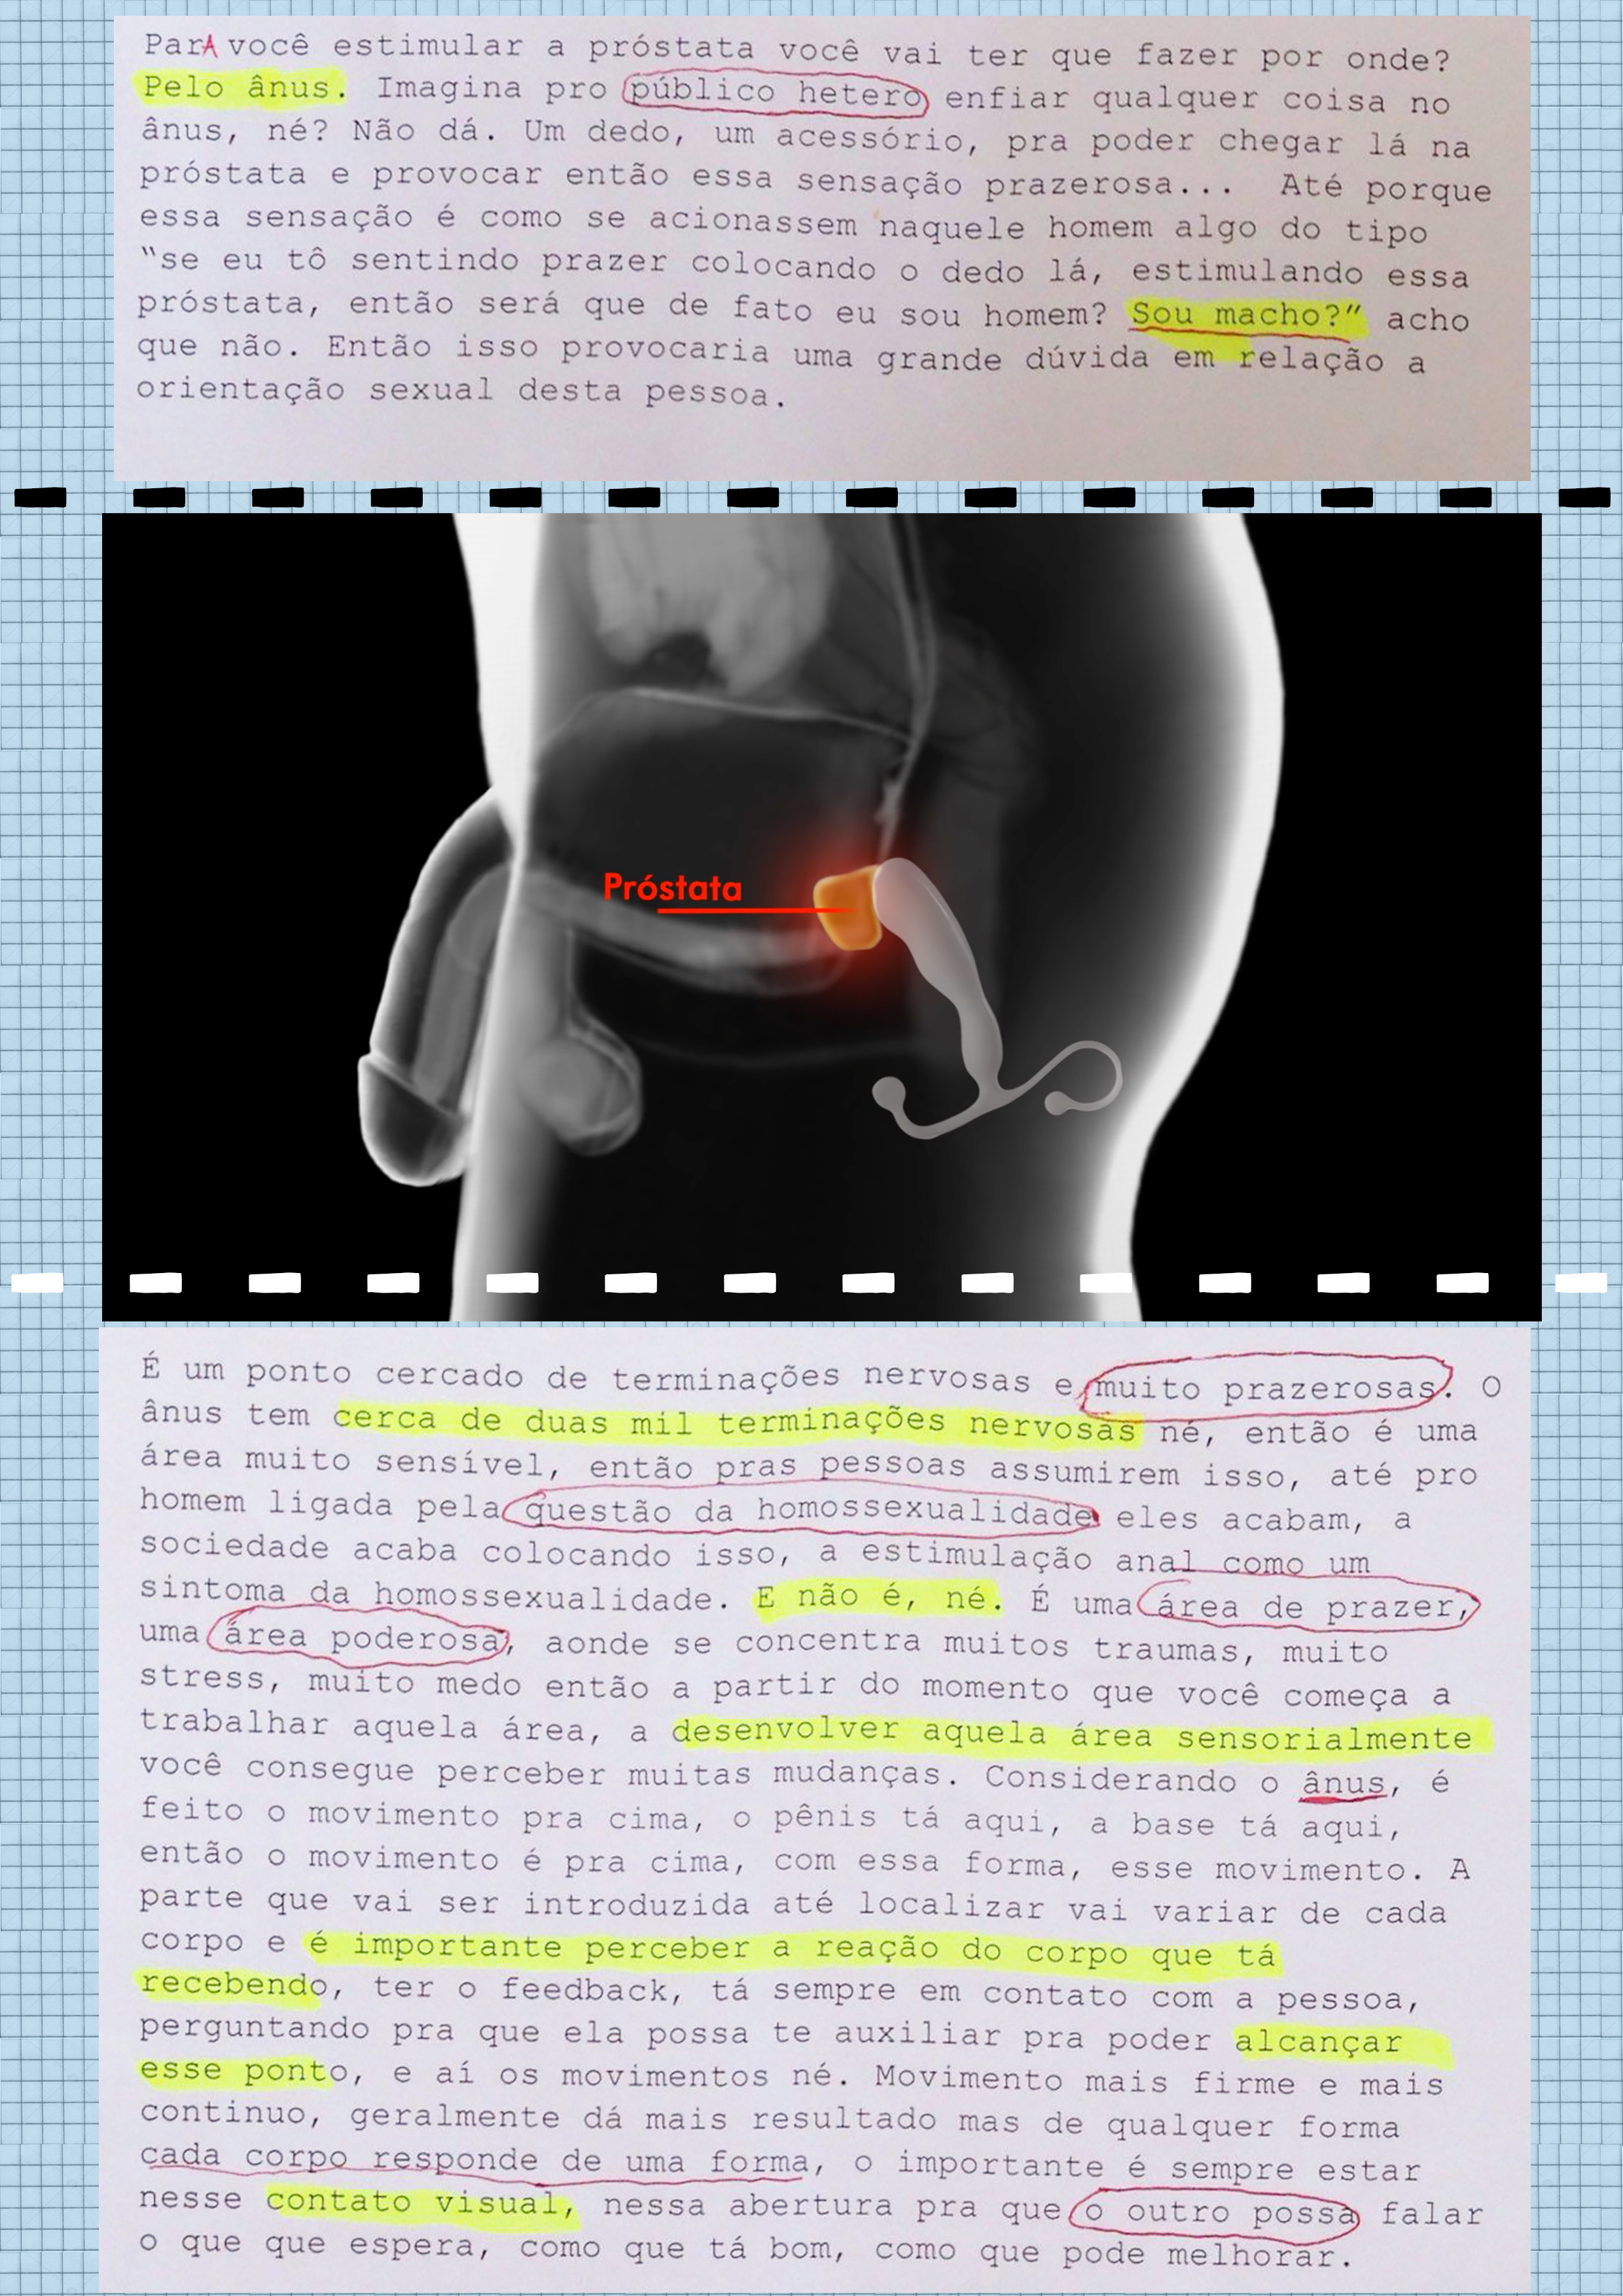 ParA você estimular a próstata você vai ter que fazer por onde?
Pelo ânus. Imagina pro público hetero enfiar qualquer coisa no
ânus, né? Não dá. Um dedo, um acessório, pra poder chegar lá na
próstata e provocar então essa sensação prazerosa... Até porque
essa sensação é como se acionassem naquele homem algo do tipo
"se eu tô sentindo prazer colocando o dedo lá, estimulando essa
próstata, então será que de fato eu sou homem? Sou macho?" acho
que não. Então isso provocaria uma grande dúvida em relação a
orientação sexual desta pessoa.
Próstata
É um ponto cercado de terminações nervosas e muito prazerosas. O
ânus tem cerca de duas mil terminações nervosas né, então é uma
área muito sensível, então pras pessoas assumirem isso, até pro
homem ligada pela questão da homossexualidade eles acabam, a
sociedade acaba colocando isso, a estimulação anal como um
sintoma da homossexualidade. E não é, né. É uma área de prazer,
uma área poderosa, aonde se concentra muitos traumas, muito
stress, muito medo então a partir do momento que você começa a
trabalhar aquela área, a desenvolver aquela área sensorialmente
você consegue perceber muitas mudanças. Considerando o ânus, é
feito o movimento pra cima, o pênis tá aqui, a base tá aqui,
então o movimento é pra cima, com essa forma, esse movimento. A
parte que vai ser introduzida até localizar vai variar de cada
corpo e é importante perceber a reação do corpo que tá
recebendo, ter o feedback, tá sempre em contato com a pessoa,
perguntando pra que ela possa te auxiliar pra poder alcançar
esse ponto, e aí os movimentos né. Movimento mais firme e mais
continuo, geralmente dá mais resultado mas de qualquer forma
cada corpo responde de uma forma, o importante é sempre estar
nesse contato visual, nessa abertura pra que o outro possa falar
o que que espera, como que tá bom, como que pode melhorar.